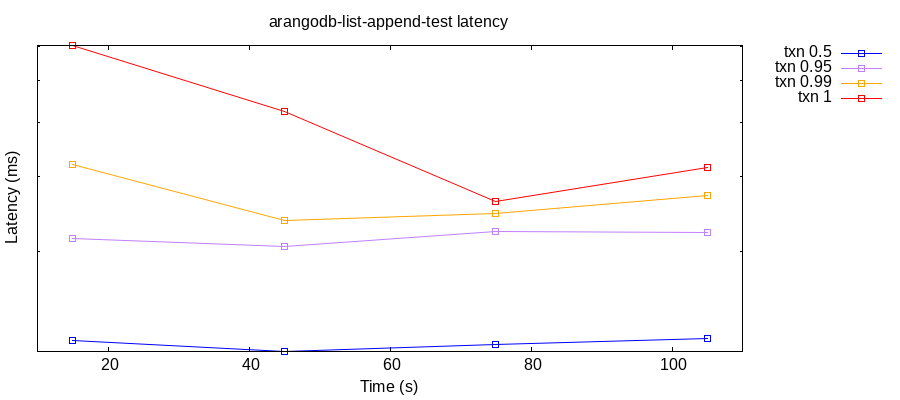 arangodb-list-append-test latency
txn 0.5
txn 0.95
txn 0.99
txn 1
Latency (ms)
20 40 60 80 100
Time (s)